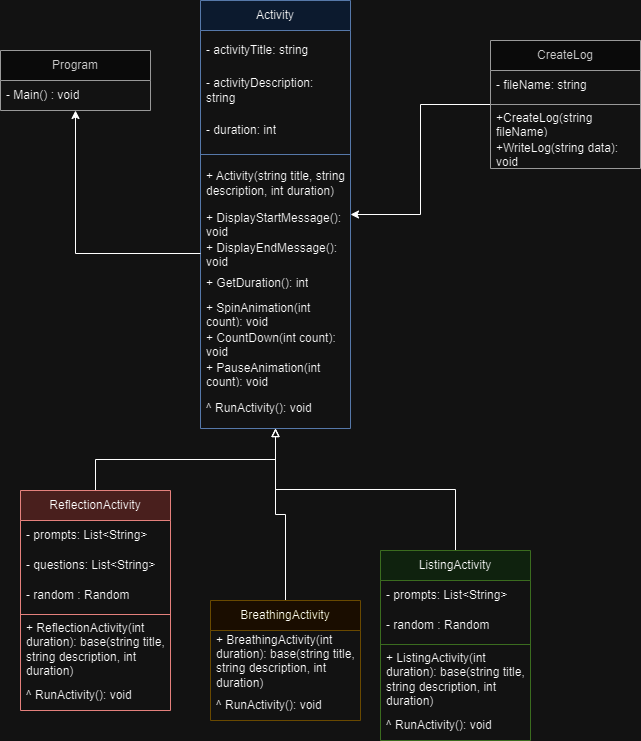 Activity
- activityTitle: string
- activityDescription:
string
- duration: int
+ Activity(string title, string
description, int duration)
+ DisplayStartMessage():
void
+ DisplayEndMessage():
void
+ GetDuration(): int
+ SpinAnimation(int
count): void
+ CountDown(int count):
void
+ PauseAnimation(int
count): void
^ RunActivity(): void
Program
- Main() : void
CreateLog
- fileName: string
+CreateLog(string
fileName)
+WriteLog(string data):
void
ReflectionActivity
- prompts: List<String>
- questions: List<String>
- random : Random
+ ReflectionActivity(int
duration): base(string title,
string description, int
duration)
^ RunActivity(): void
BreathingActivity
+ BreathingActivity(int
duration): base(string title,
string description, int
duration)
^ RunActivity(): void
ListingActivity
- prompts: List<String>
- random : Random
+ ListingActivity(int
duration): base(string title,
string description, int
duration)
^ RunActivity(): void